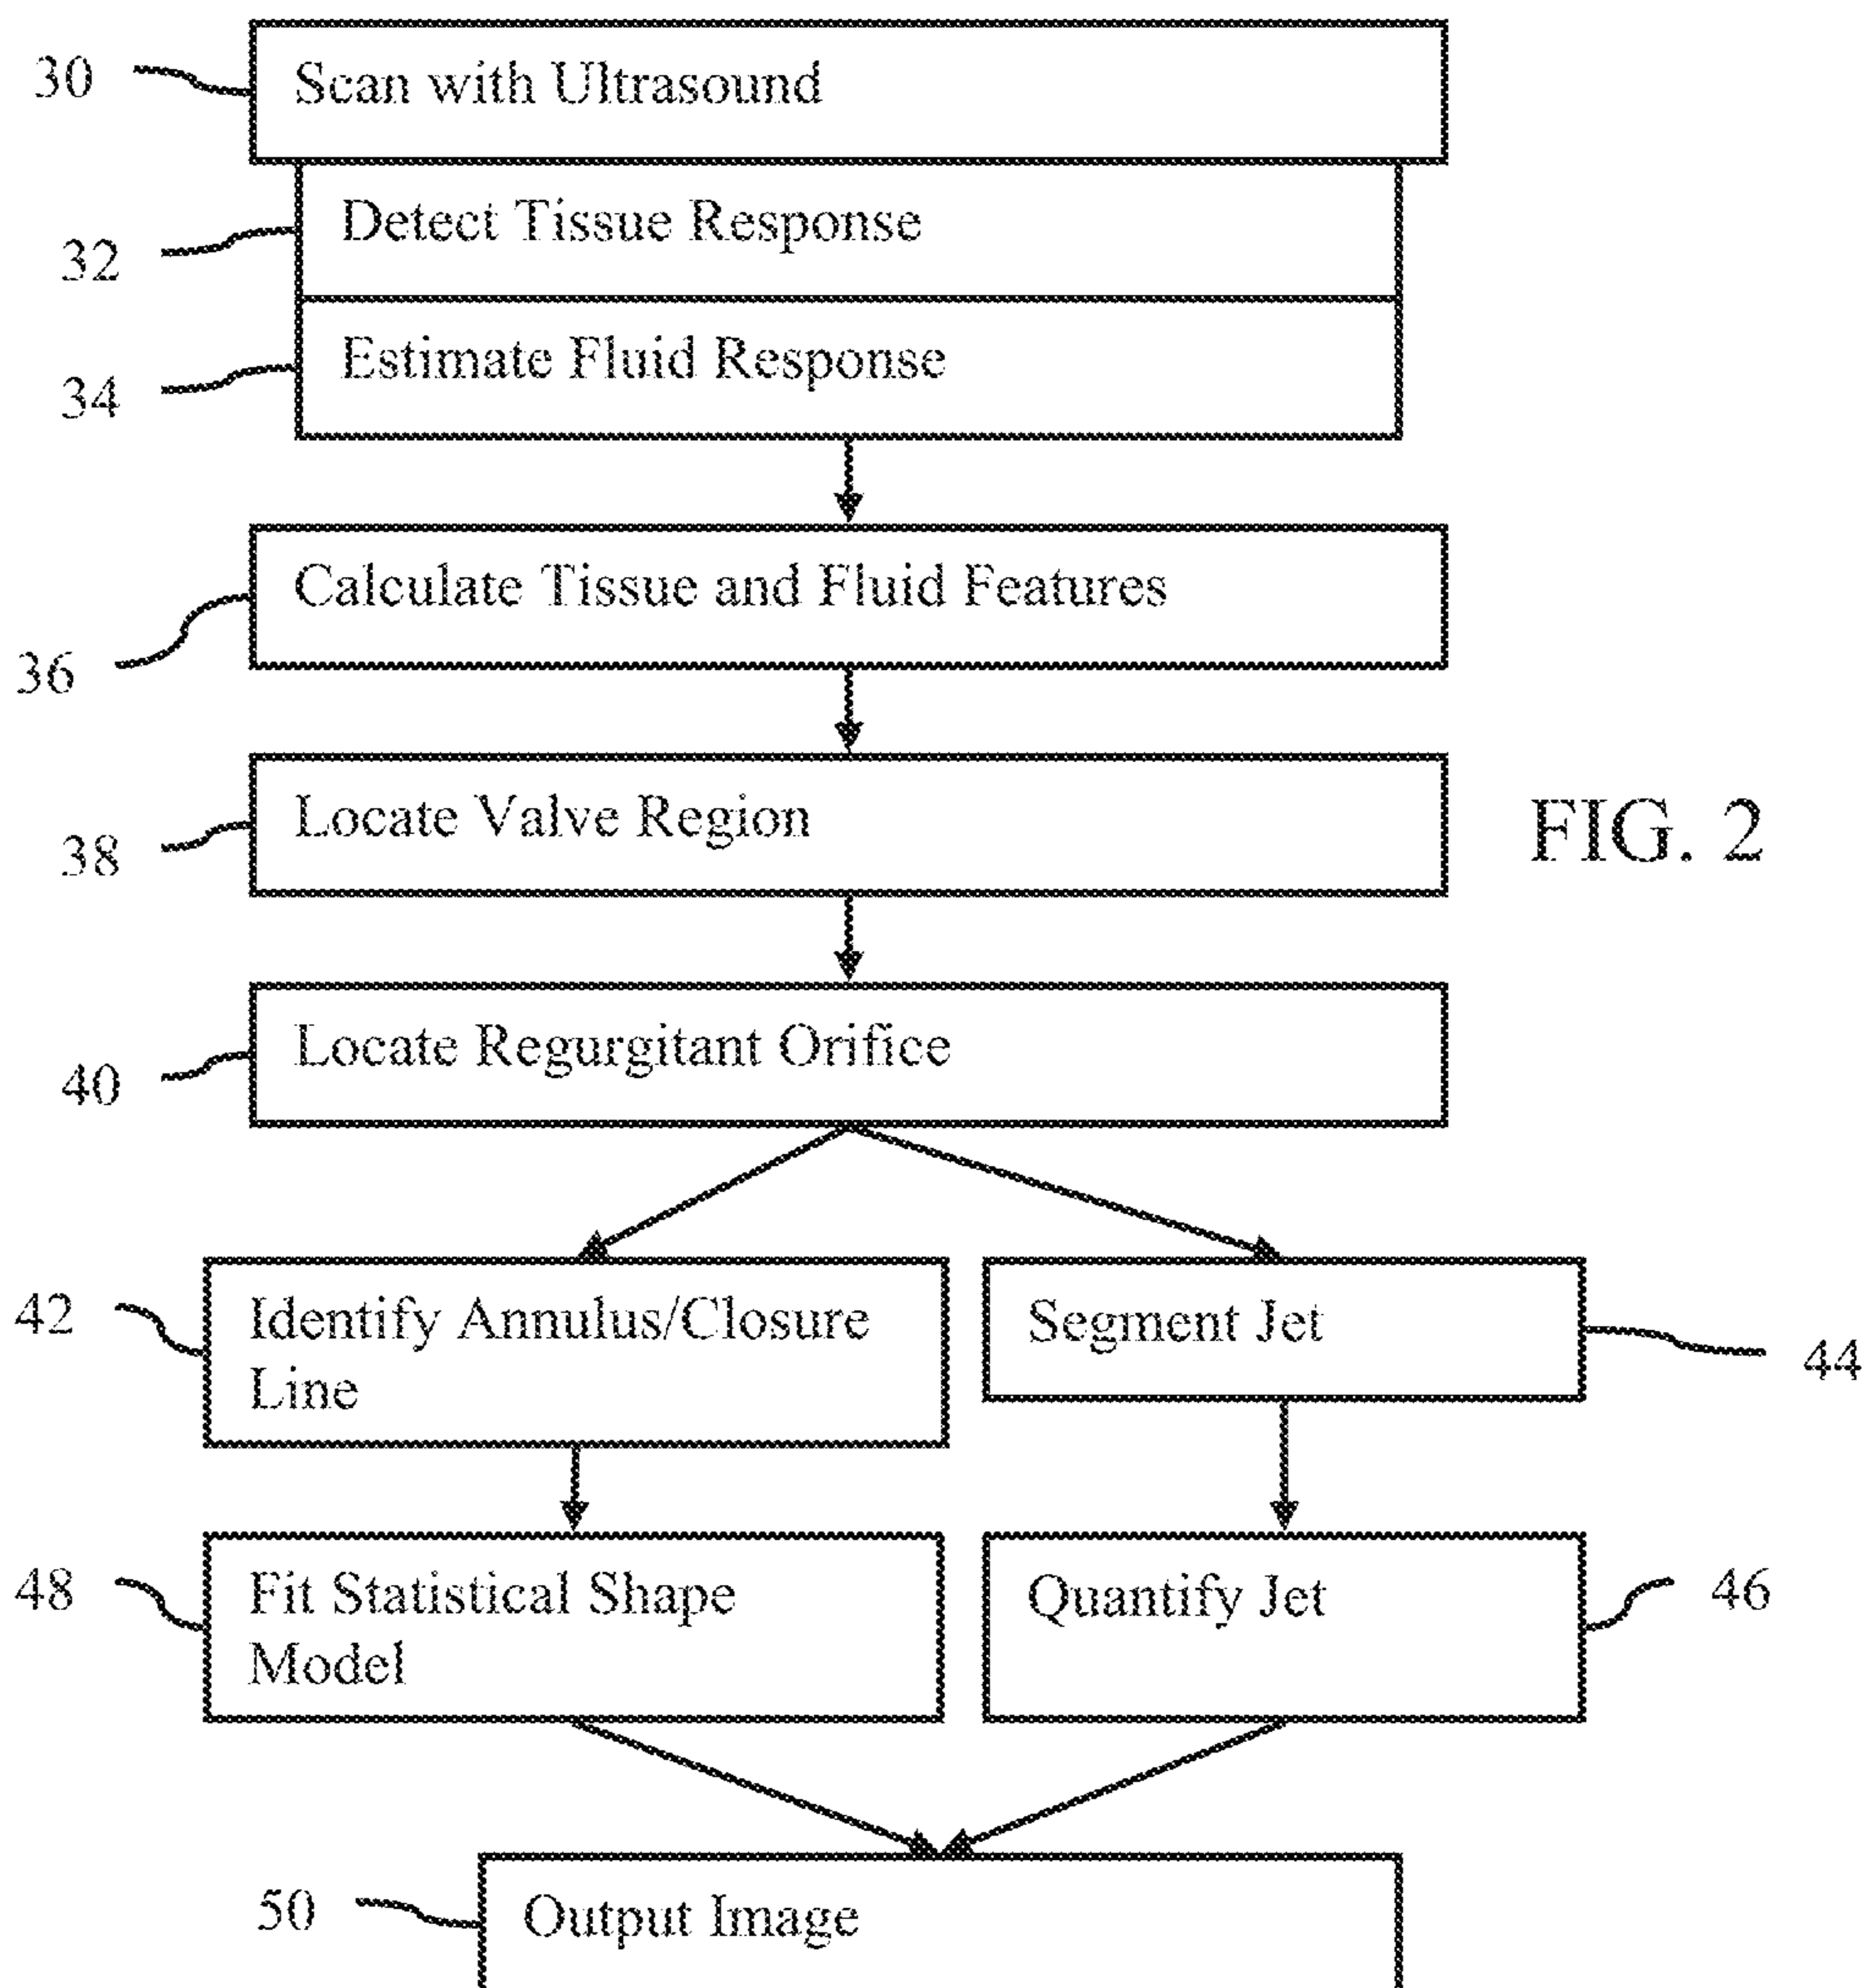 30
Scan with Ultrasound
32
Detect Tissue Response
34
Estimate Fluid Response
36
Calculate Tissue and Fluid Features
38
Locate Valve Region
FIG. 2
40
Locate Regurgitant Orifice
42
Identify Annulus/Closure
Line
Segment Jet
44
48
Fit Statistical Shape
Model
Quantify Jet
46
50
Output Image